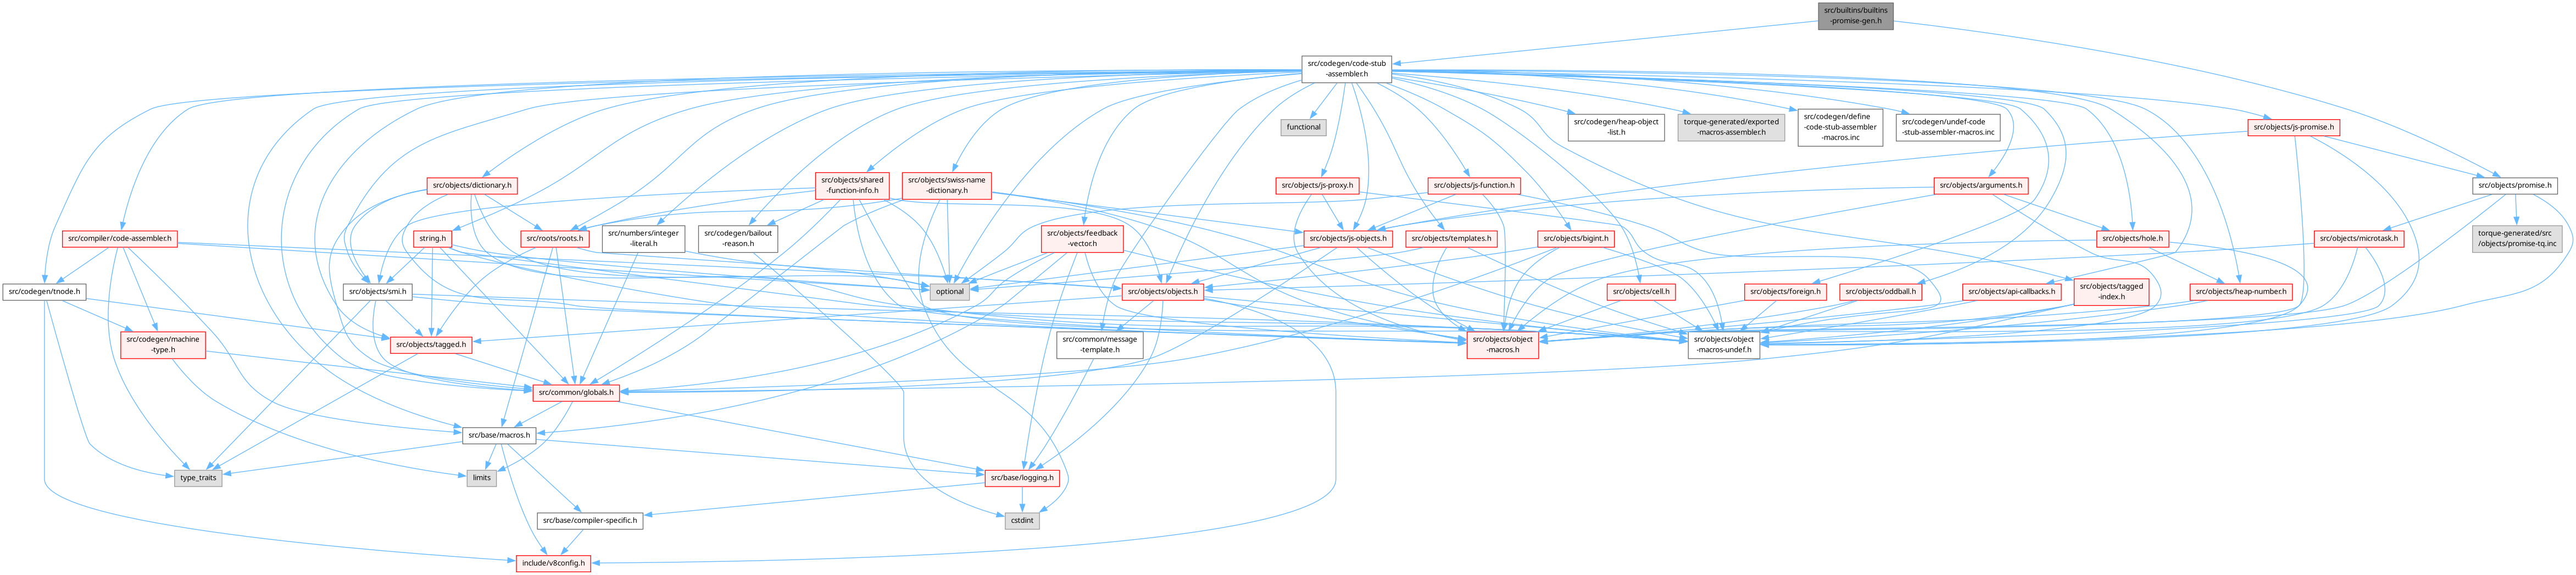 src/builtins/builtins
-promise-gen.h
src/codegen/code-stub
-assembler.h
functional
src/codegen/heap-object
-list.h
torque-generated/exported
-macros-assembler.h
src/codegen/define
-code-stub-assembler
-macros.inc
src/codegen/undef-code
-stub-assembler-macros.inc
src/objects/js-promise.h
src/objects/dictionary.h
src/objects/shared
-function-info.h
src/objects/swiss-name
-dictionary.h
src/objects/js-proxy.h
src/objects/js-function.h
src/objects/arguments.h
src/objects/promise.h
src/compiler/code-assembler.h
string.h
src/roots/roots.h
src/numbers/integer
-literal.h
src/codegen/bailout
-reason.h
src/objects/feedback
-vector.h
src/objects/js-objects.h
src/objects/templates.h
src/objects/bigint.h
src/objects/hole.h
src/objects/microtask.h
torque-generated/src
/objects/promise-tq.inc
src/codegen/tnode.h
src/objects/smi.h
optional
src/objects/objects.h
src/objects/cell.h
src/objects/foreign.h
src/objects/oddball.h
src/objects/api-callbacks.h
src/objects/tagged
-index.h
src/objects/heap-number.h
src/codegen/machine
-type.h
src/objects/tagged.h
src/common/message
-template.h
src/objects/object
-macros.h
src/objects/object
-macros-undef.h
src/common/globals.h
src/base/macros.h
type_traits
limits
src/base/logging.h
src/base/compiler-specific.h
cstdint
include/v8config.h